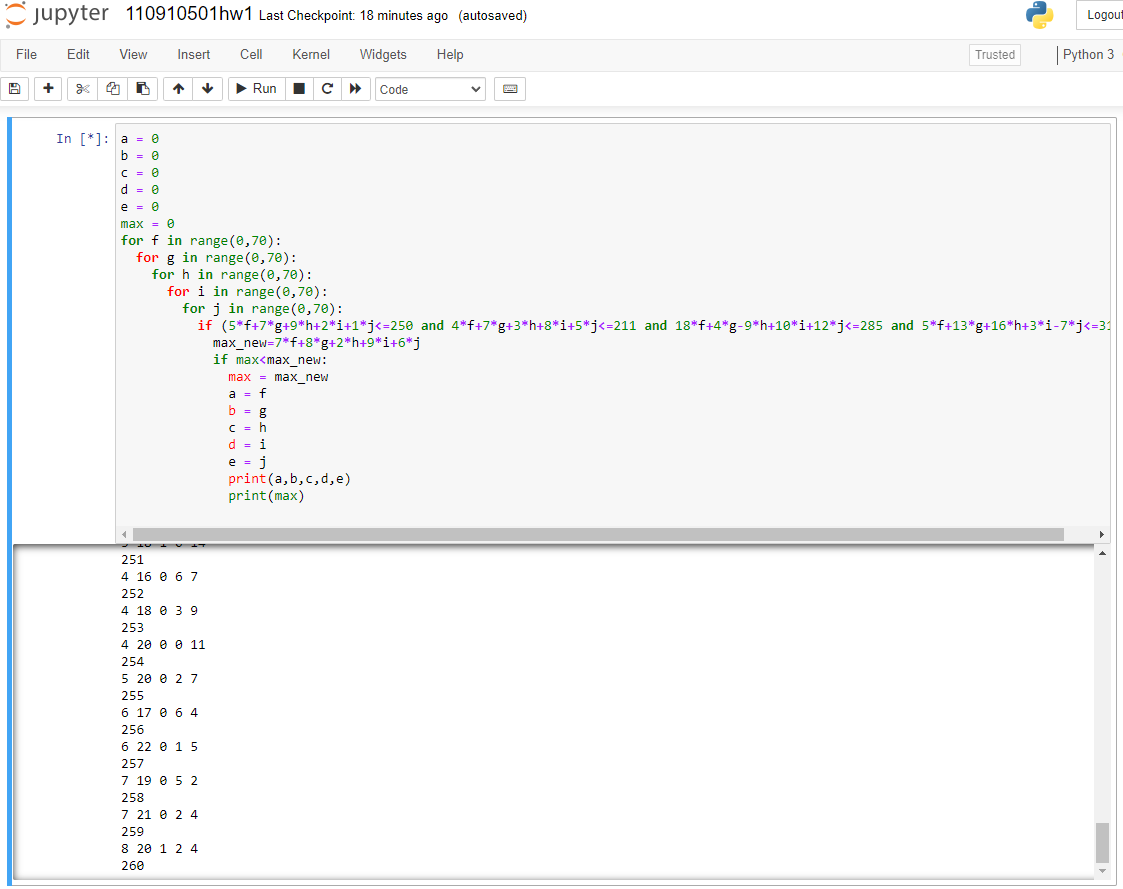 jupyter 110910501hw1 Last Checkpoint: 18 minutes ago (autosaved)
Logout
File Edit View Insert Cell Kernel Widgets Help Trusted Python 3
Run Code
In [*]: a = 0
b = 0
c = 0
d = 0
e = 0
max = 0
for f in range(0,70):
  for g in range(0,70):
    for h in range(0,70):
      for i in range(0,70):
        for j in range(0,70):
          if (5*f+7*g+9*h+2*i+1*j<=250 and 4*f+7*g+3*h+8*i+5*j<=211 and 18*f+4*g-9*h+10*i+12*j<=285 and 5*f+13*g+16*h+3*i-7*j<=31
            max_new=7*f+8*g+2*h+9*i+6*j
            if max<max_new:
              max = max_new
              a = f
              b = g
              c = h
              d = i
              e = j
              print(a,b,c,d,e)
              print(max)
251
4 16 0 6 7
252
4 18 0 3 9
253
4 20 0 0 11
254
5 20 0 2 7
255
6 17 0 6 4
256
6 22 0 1 5
257
7 19 0 5 2
258
7 21 0 2 4
259
8 20 1 2 4
260